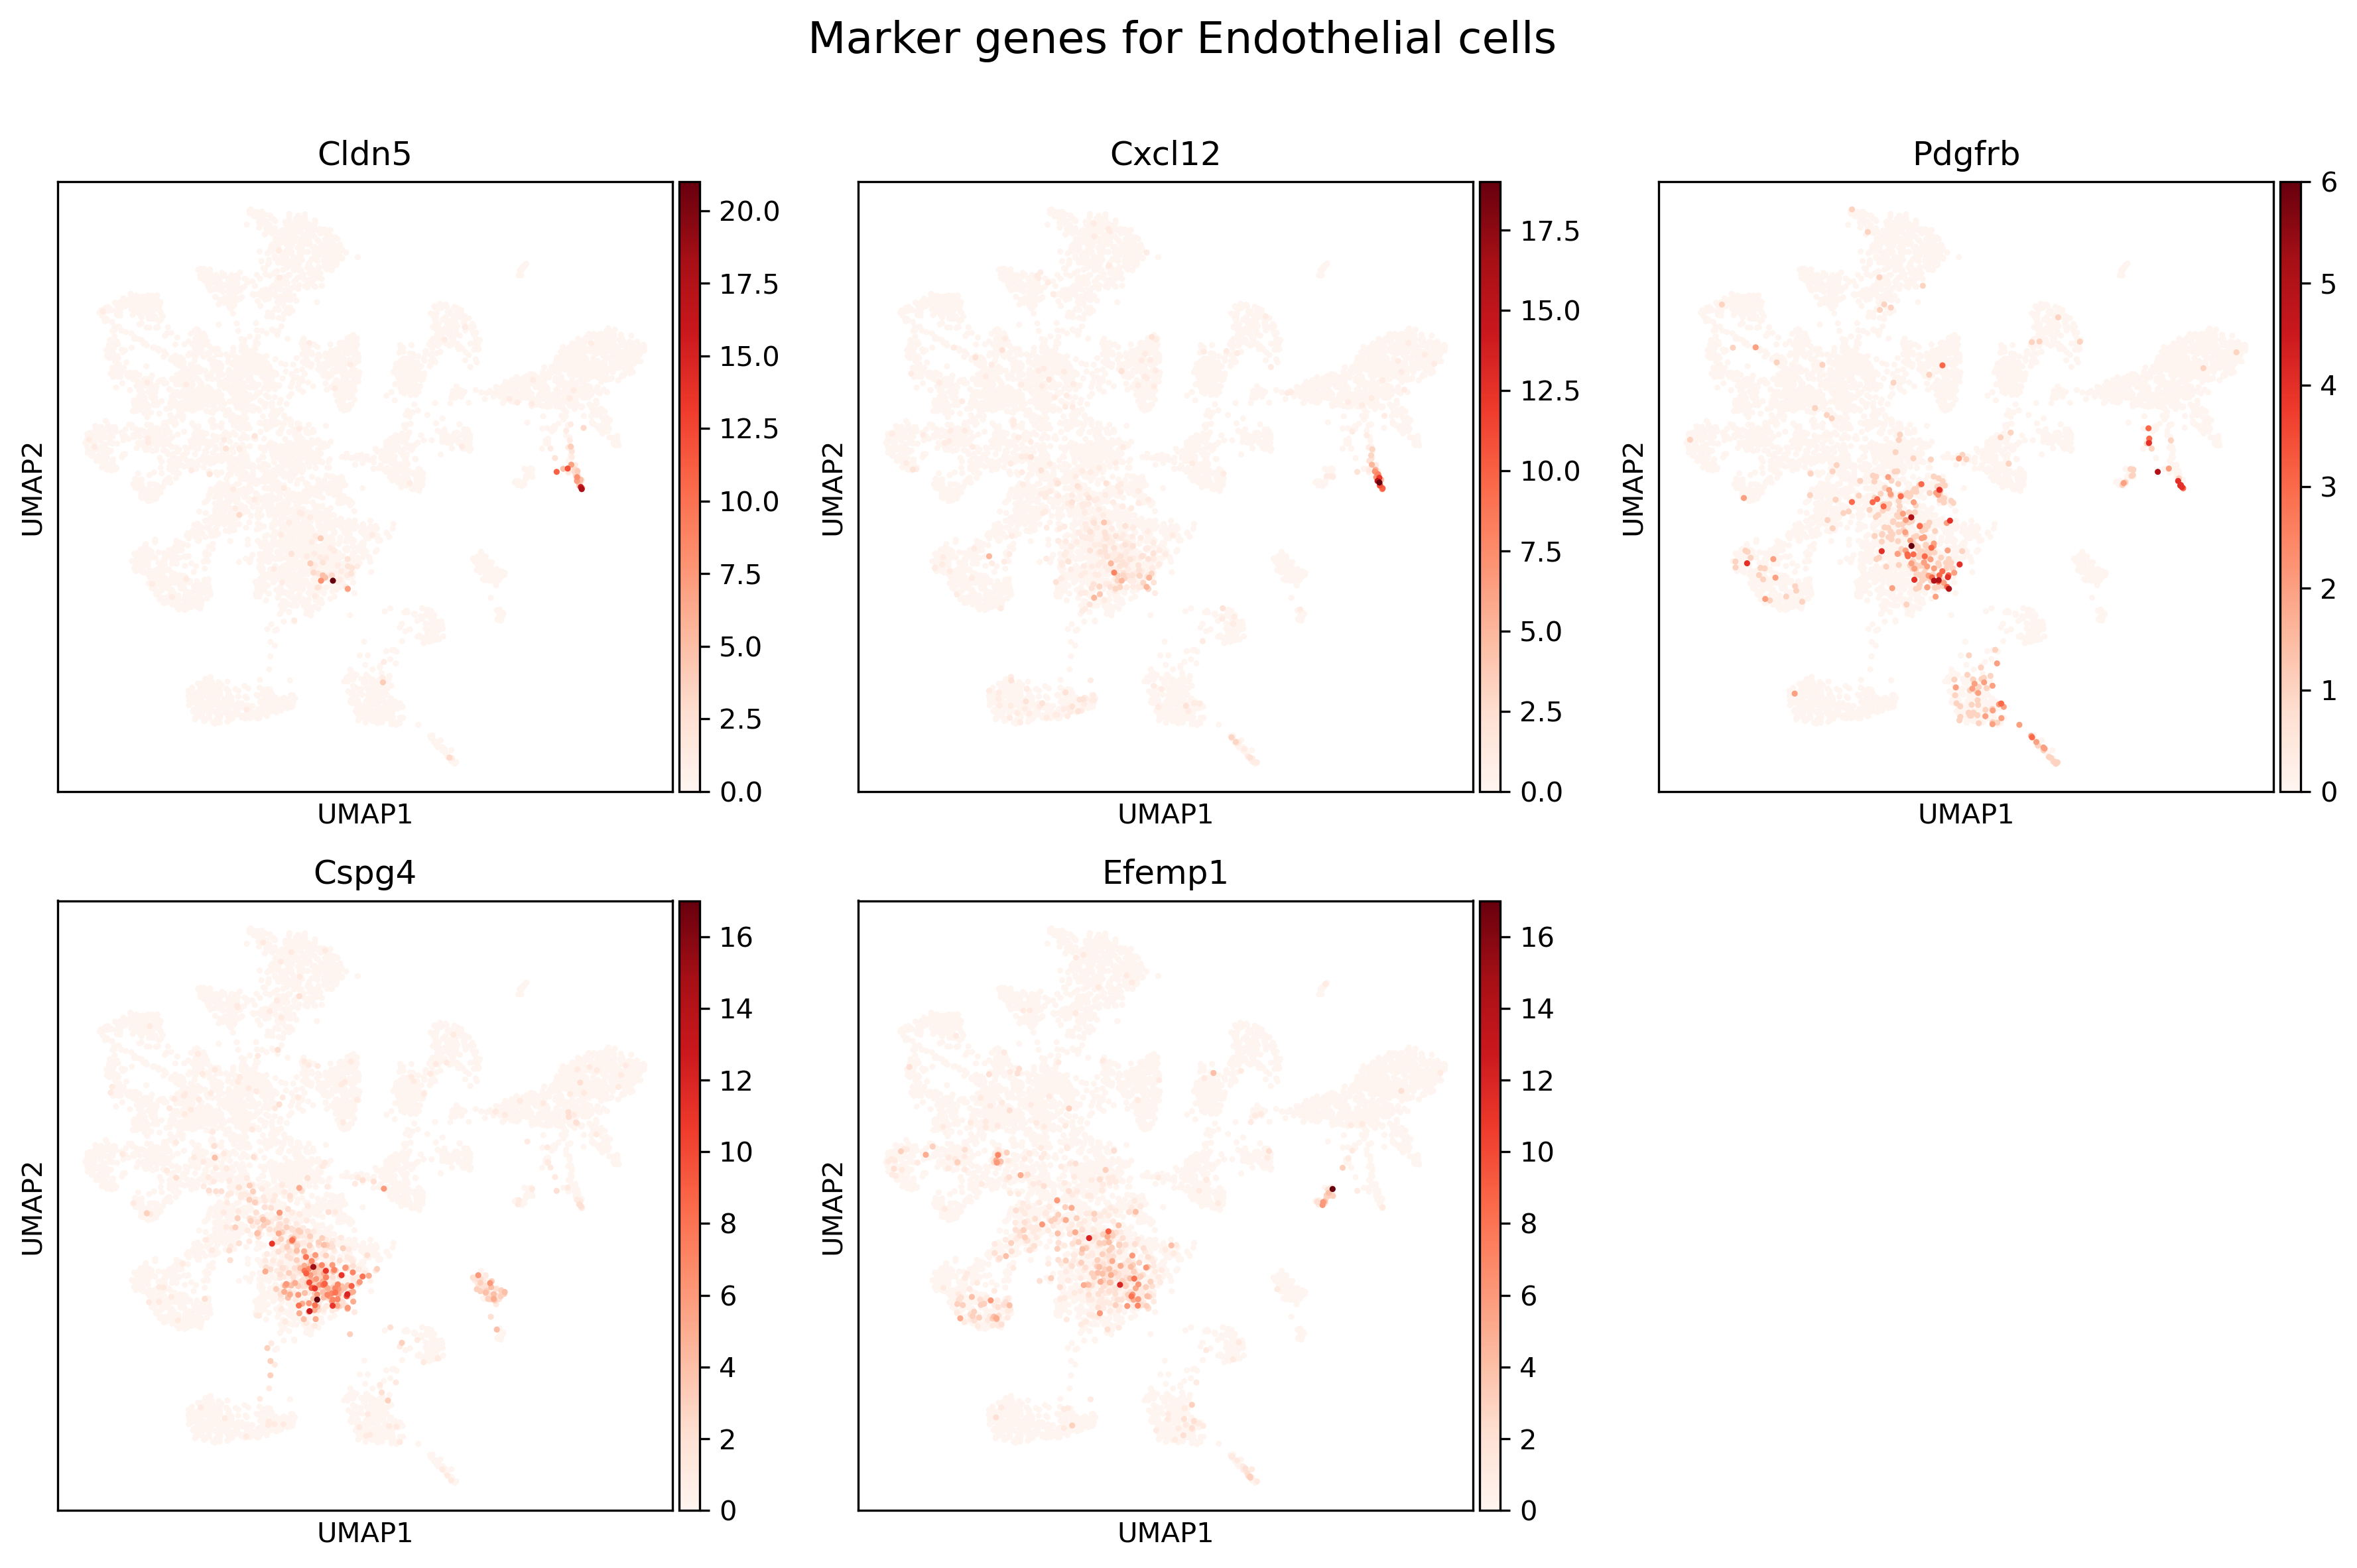 Marker genes for Endothelial cells
Cldn5
UMAP2
UMAP1
20.0
17.5
15.0
12.5
10.0
7.5
5.0
2.5
0.0
Cxcl12
UMAP2
UMAP1
17.5
15.0
12.5
10.0
7.5
5.0
2.5
0.0
Pdgfrb
UMAP2
UMAP1
6
5
4
3
2
1
0
Cspg4
UMAP2
UMAP1
16
14
12
10
8
6
4
2
0
Efemp1
UMAP2
UMAP1
16
14
12
10
8
6
4
2
0